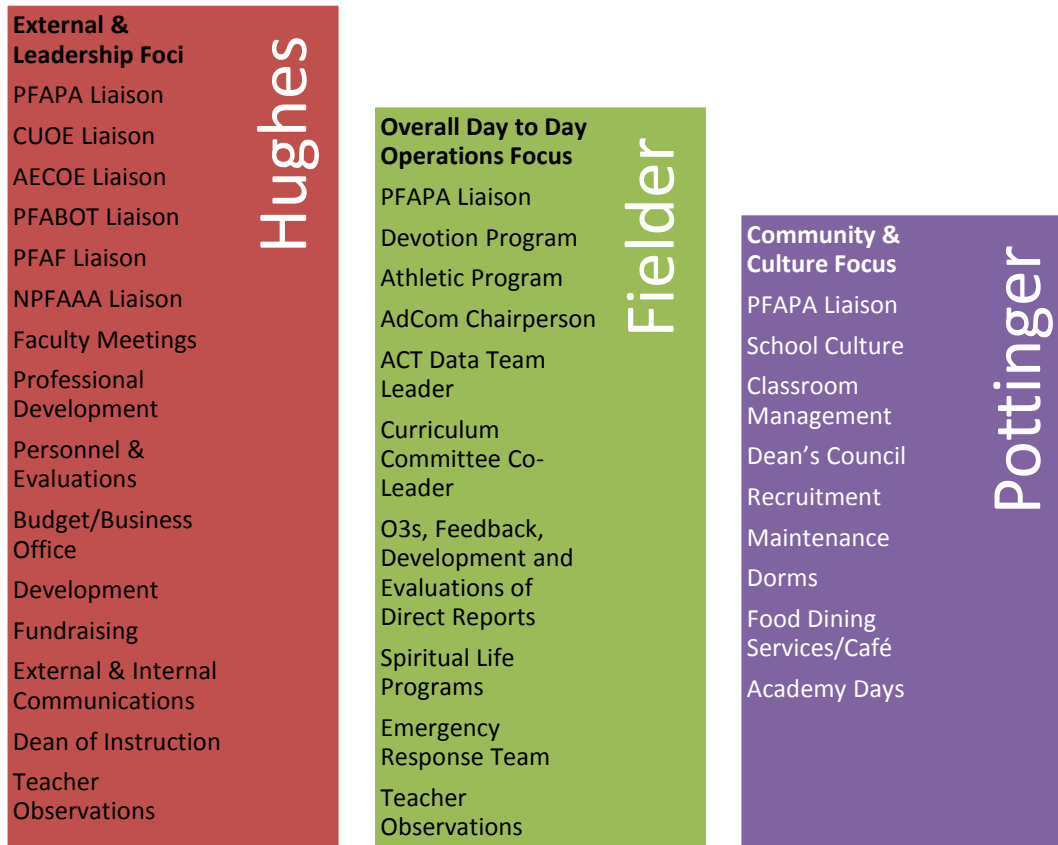 External &
Leadership Foci
PFAPA Liaison
CUOE Liaison
AECOE Liaison
PFABOT Liaison
PFAF Liaison
NPFAAA Liaison
Faculty Meetings
Professional
Development
Personnel &
Evaluations
Budget/Business
Office
Development
Fundraising
External & Internal
Communications
Dean of Instruction
Teacher
Observations
Hughes
Overall Day to Day
Operations Focus
PFAPA Liaison
Devotion Program
Athletic Program
AdCom Chairperson
ACT Data Team
Leader
Curriculum
Committee Co-
Leader
O3s, Feedback,
Development and
Evaluations of
Direct Reports
Spiritual Life
Programs
Emergency
Response Team
Teacher
Observations
Fielder
Community &
Culture Focus
PFAPA Liaison
School Culture
Classroom
Management
Dean’s Council
Recruitment
Maintenance
Dorms
Food Dining
Services/Café
Academy Days
Pottinger